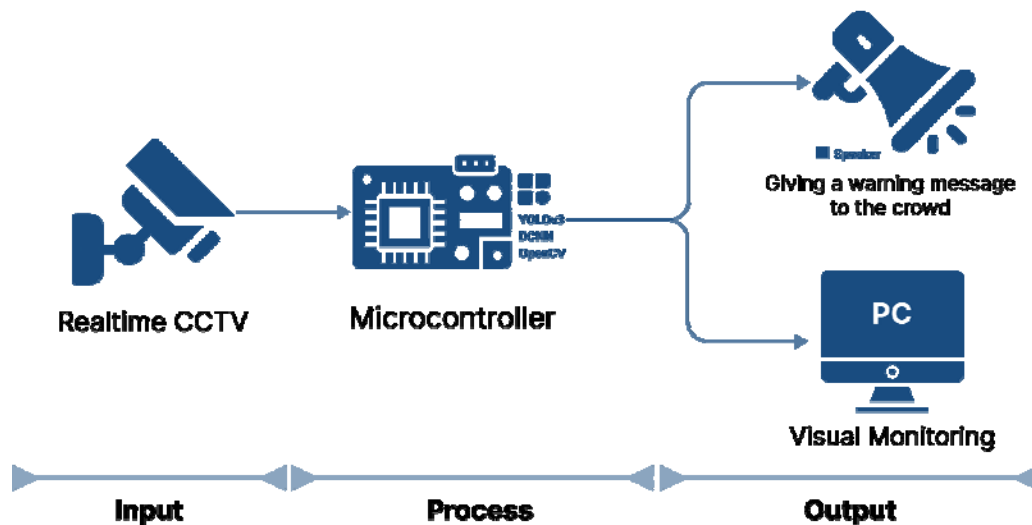 Speaker
Giving a warning message
to the crowd
YOLOv3
DCNN
OpenCV
Realtime CCTV
Microcontroller
PC
Visual Monitoring
Input
Process
Output